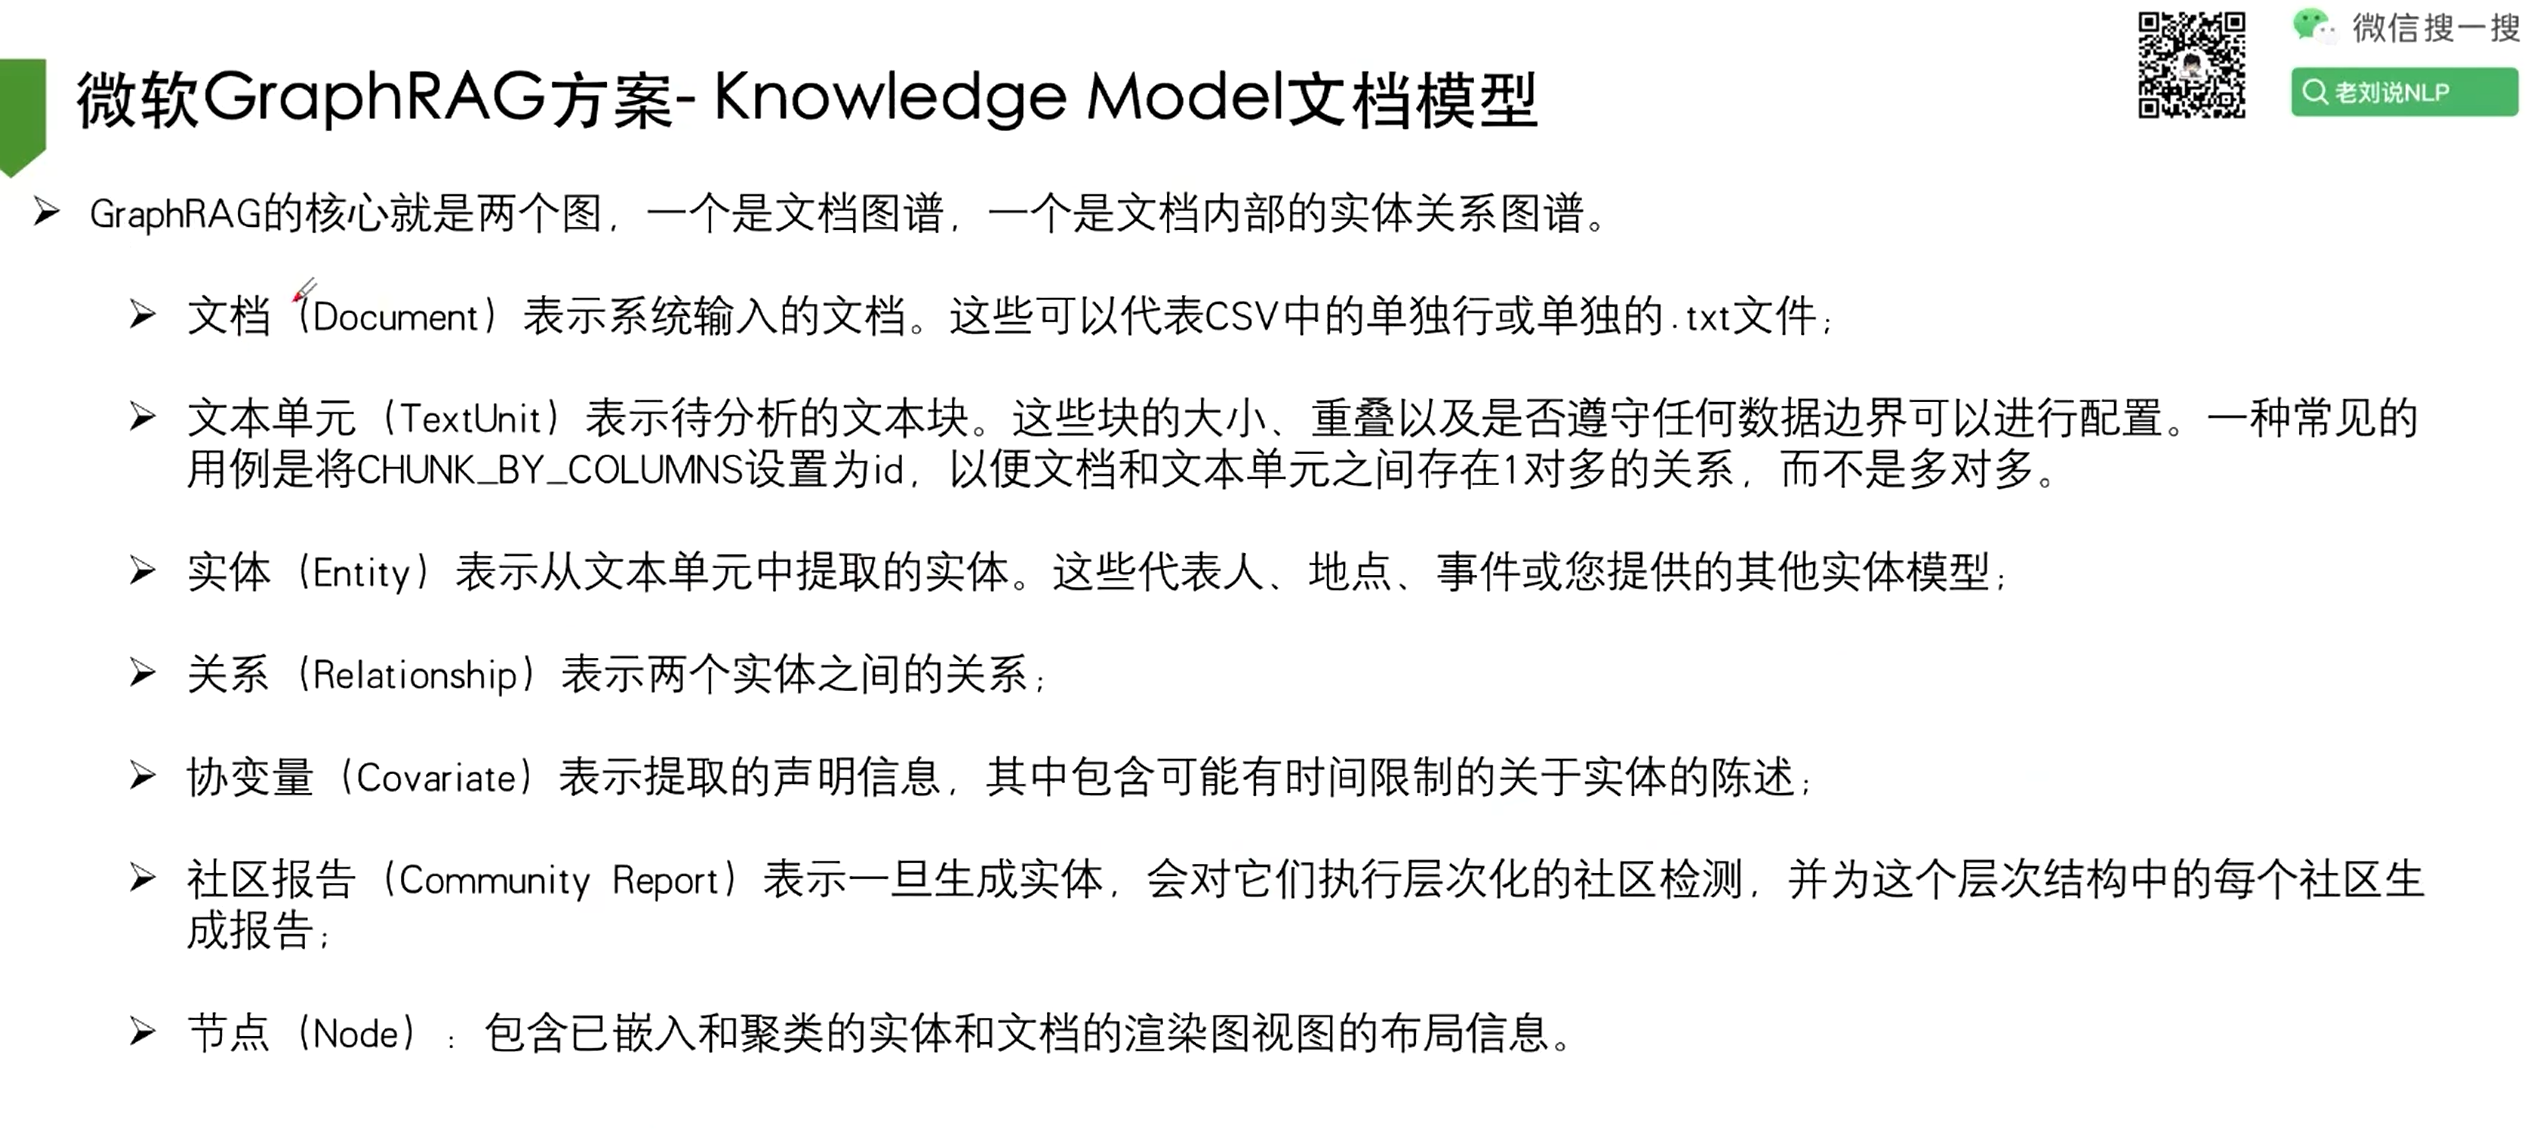 微信搜一搜
老刘说NLP
微软GraphRAG方案- Knowledge Model文档模型
GraphRAG的核心就是两个图，一个是文档图谱，一个是文档内部的实体关系图谱。
文档（Document）表示系统输入的文档。这些可以代表CSV中的单独行或单独的.txt文件；
文本单元（TextUnit）表示待分析的文本块。这些块的大小、重叠以及是否遵守任何数据边界可以进行配置。一种常见的
用例是将CHUNK_BY_COLUMNS设置为id，以便文档和文本单元之间存在1对多的关系，而不是多对多。
实体（Entity）表示从文本单元中提取的实体。这些代表人、地点、事件或您提供的其他实体模型；
关系（Relationship）表示两个实体之间的关系；
协变量（Covariate）表示提取的声明信息，其中包含可能有时间限制的关于实体的陈述；
社区报告（Community Report）表示一旦生成实体，会对它们执行层次化的社区检测，并为这个层次结构中的每个社区生
成报告；
节点（Node）：包含已嵌入和聚类的实体和文档的渲染图视图的布局信息。